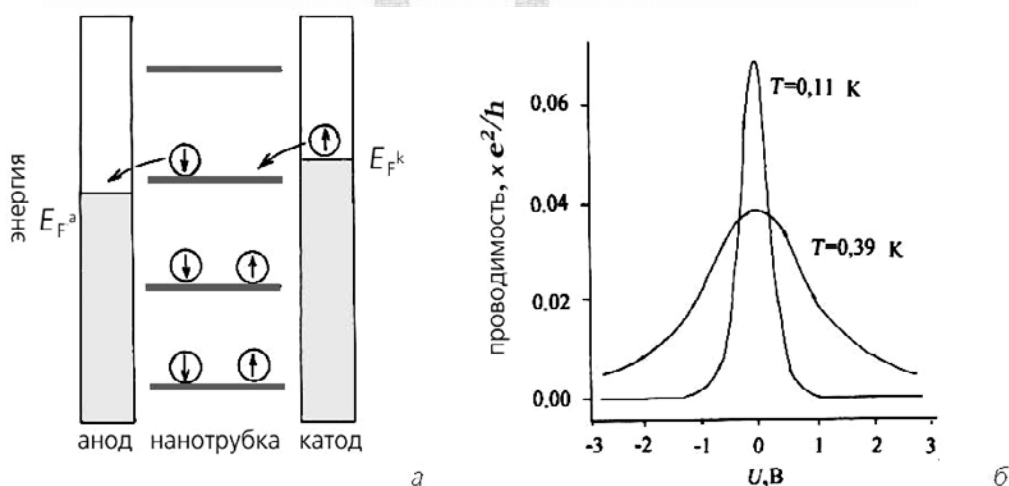 энергия
E_F^a
E_F^k
анод нанотрубка катод
а
проводимость, x e²/h
0,06
0,04
0,02
0,00
T=0,11 К
T=0,39 К
-3 -2 -1 0 1 2 3
U,В
б